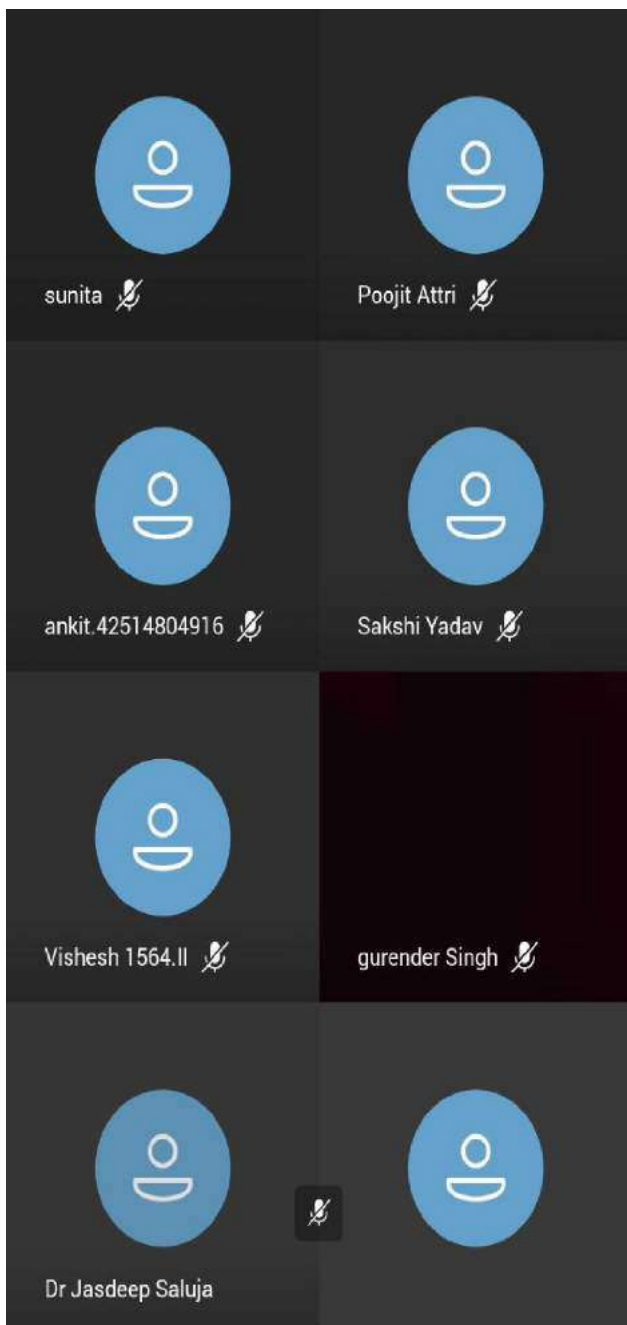 sunita
Poojit Attri
ankit.42514804916
Sakshi Yadav
Vishesh 1564.II
gurender Singh
Dr Jasdeep Saluja